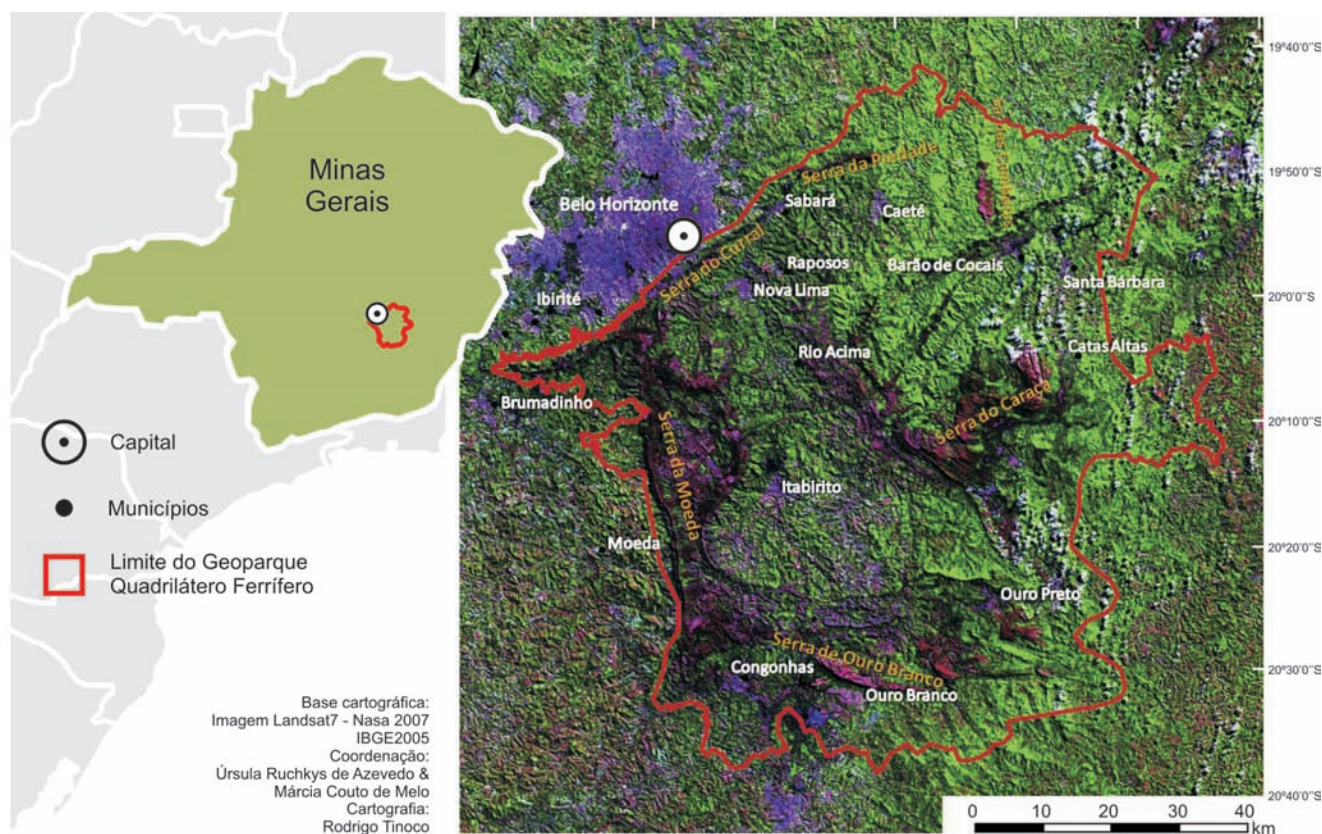 Minas
Gerais
Capital
Municípios
Limite do Geoparque
Quadrilátero Ferrífero
Base cartográfica:
Imagem Landsat7 - Nasa 2007
IBGE2005
Coordenação:
Úrsula Ruchkys de Azevedo &
Márcia Couto de Melo
Cartografia:
Rodrigo Tinoco
Serra da Piedade
Belo Horizonte
Sabará
Caeté
Serra do Curral
Raposos
Barão de Cocais
Nova Lima
Santa Bárbara
Ibirité
Rio Acima
Catas Altas
Brumadinho
Serra do Caraça
Serra da Moeda
Itabirito
Moeda
Ouro Preto
Serra de Ouro Branco
Congonhas
Ouro Branco
19°40'0"S
19°50'0"S
20°0'0"S
20°10'0"S
20°20'0"S
20°30'0"S
20°40'0"S
0 10 20 30 40
km